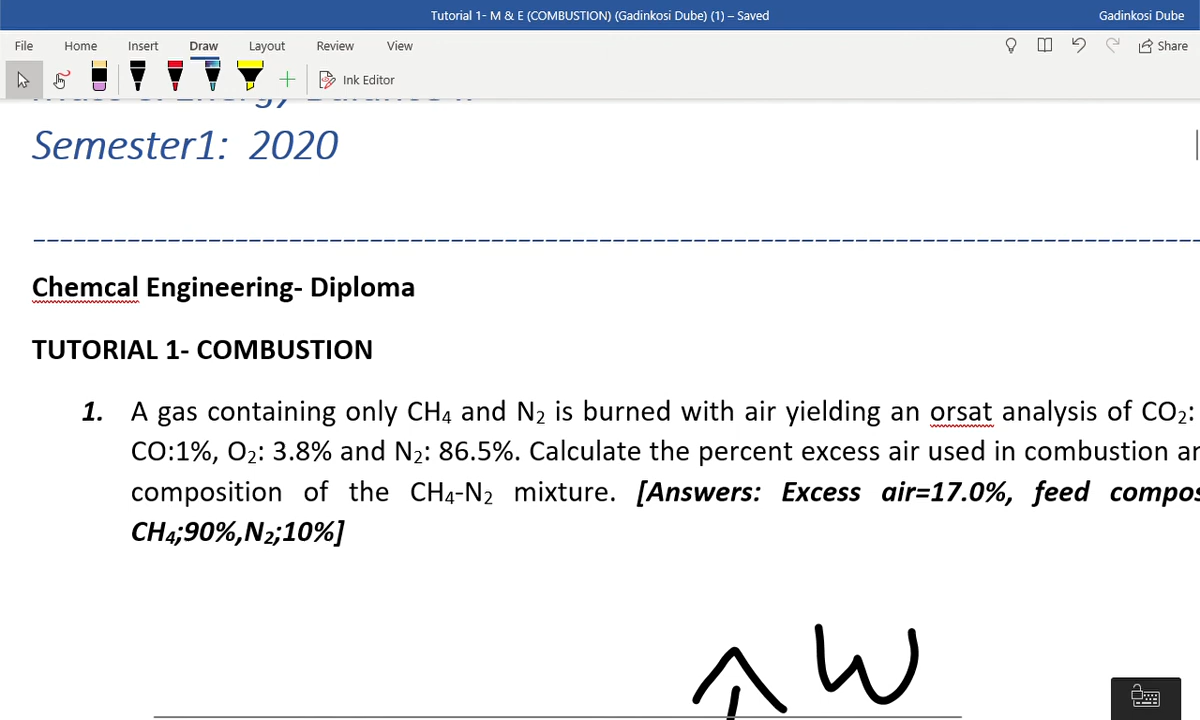 Tutorial 1- M & E (COMBUSTION) (Gadinkosi Dube) (1) – Saved
Gadinkosi Dube
File Home Insert Draw Layout Review View
Share
Ink Editor
Semester1: 2020
Chemcal Engineering- Diploma
TUTORIAL 1- COMBUSTION
1. A gas containing only CH4 and N2 is burned with air yielding an orsat analysis of CO2:
CO:1%, O2: 3.8% and N2: 86.5%. Calculate the percent excess air used in combustion
composition of the CH4-N2 mixture. [Answers: Excess air=17.0%, feed
CH4;90%,N2;10%]
W